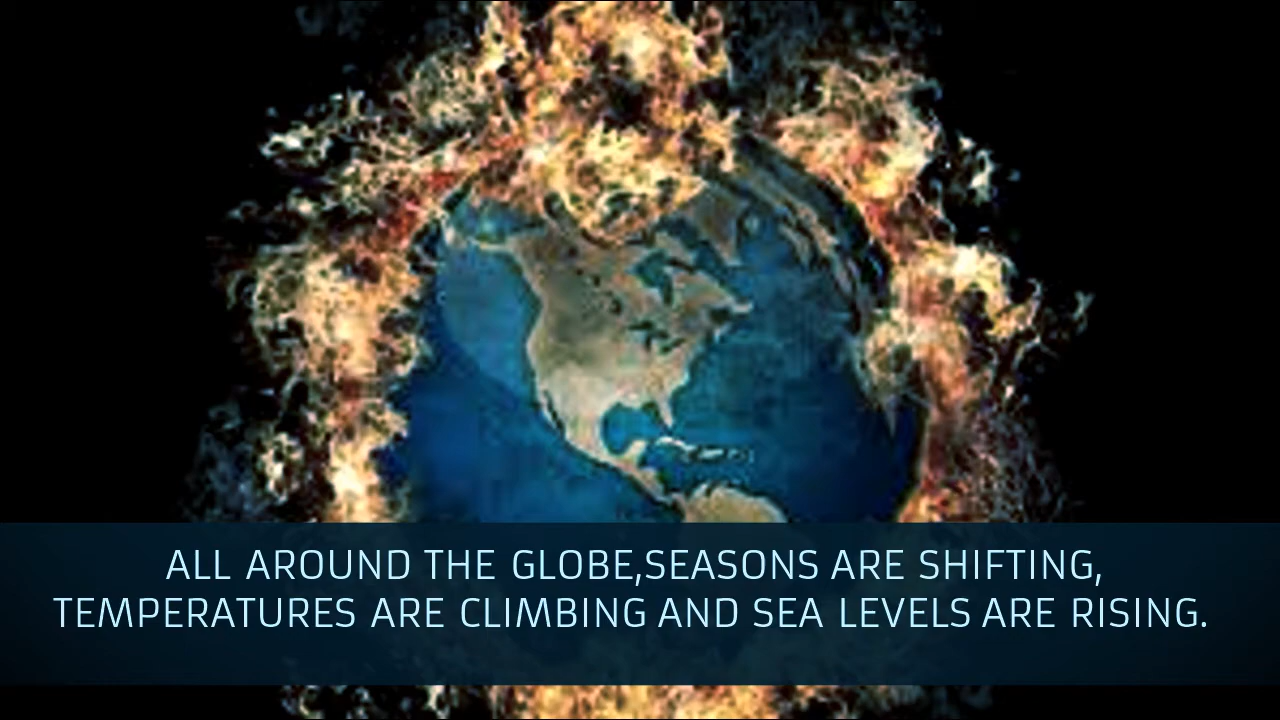 ALL AROUND THE GLOBE,SEASONS ARE SHIFTING,
TEMPERATURES ARE CLIMBING AND SEA LEVELS ARE RISING.